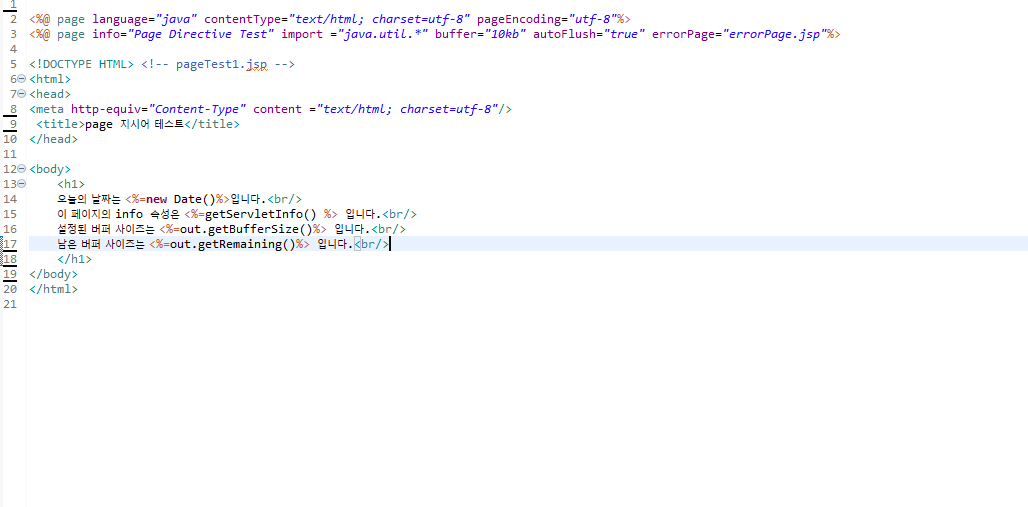 1
2 <%@ page language="java" contentType="text/html; charset=utf-8" pageEncoding="utf-8"%>
3 <%@ page info="Page Directive Test" import ="java.util.*" buffer="10kb" autoFlush="true" errorPage="errorPage.jsp"%>
4
5 <!DOCTYPE HTML> <!-- pageTest1.jsp -->
6 <html>
7 <head>
8 <meta http-equiv="Content-Type" content ="text/html; charset=utf-8"/>
9 <title>page 지시어 테스트</title>
10 </head>
11
12 <body>
13 <h1>
14 오늘의 날짜는 <%=new Date()%>입니다.<br/>
15 이 페이지의 info 속성은 <%=getServletInfo() %> 입니다.<br/>
16 설정된 버퍼 사이즈는 <%=out.getBufferSize()%> 입니다.<br/>
17 남은 버퍼 사이즈는 <%=out.getRemaining()%> 입니다.<br/>
18 </h1>
19 </body>
20 </html>
21